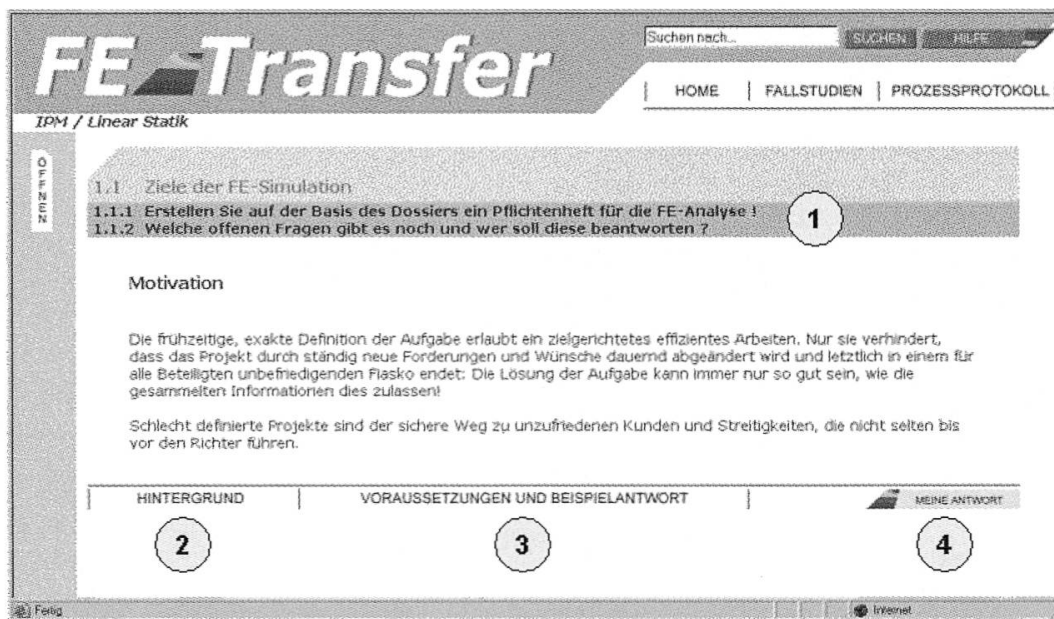 Suchen nach...
SUCHEN
HILFE
FE Transfer
HOME | FALLSTUDIEN | PROZESSPROTOKOLL
IPM / Linear Statik
ÖFFNEN
1.1 Ziele der FE-Simulation
1.1.1 Erstellen Sie auf der Basis des Dossiers ein Pflichtenheft für die FE-Analyse !
1.1.2 Welche offenen Fragen gibt es noch und wer soll diese beantworten ?
1
Motivation
Die frühzeitige, exakte Definition der Aufgabe erlaubt ein zielgerichtetes effizientes Arbeiten. Nur sie verhindert,
dass das Projekt durch ständig neue Forderungen und Wünsche dauernd abgeändert wird und letztlich in einem für
alle Beteiligten unbefriedigenden Fiasko endet: Die Lösung der Aufgabe kann immer nur so gut sein, wie die
gesammelten Informationen dies zulassen!
Schlecht definierte Projekte sind der sichere Weg zu unzufriedenen Kunden und Streitigkeiten, die nicht selten bis
vor den Richter führen.
HINTERGRUND | VORAUSSETZUNGEN UND BEISPIELANTWORT | MEINE ANTWORT
2
3
4
Fertig
Internet